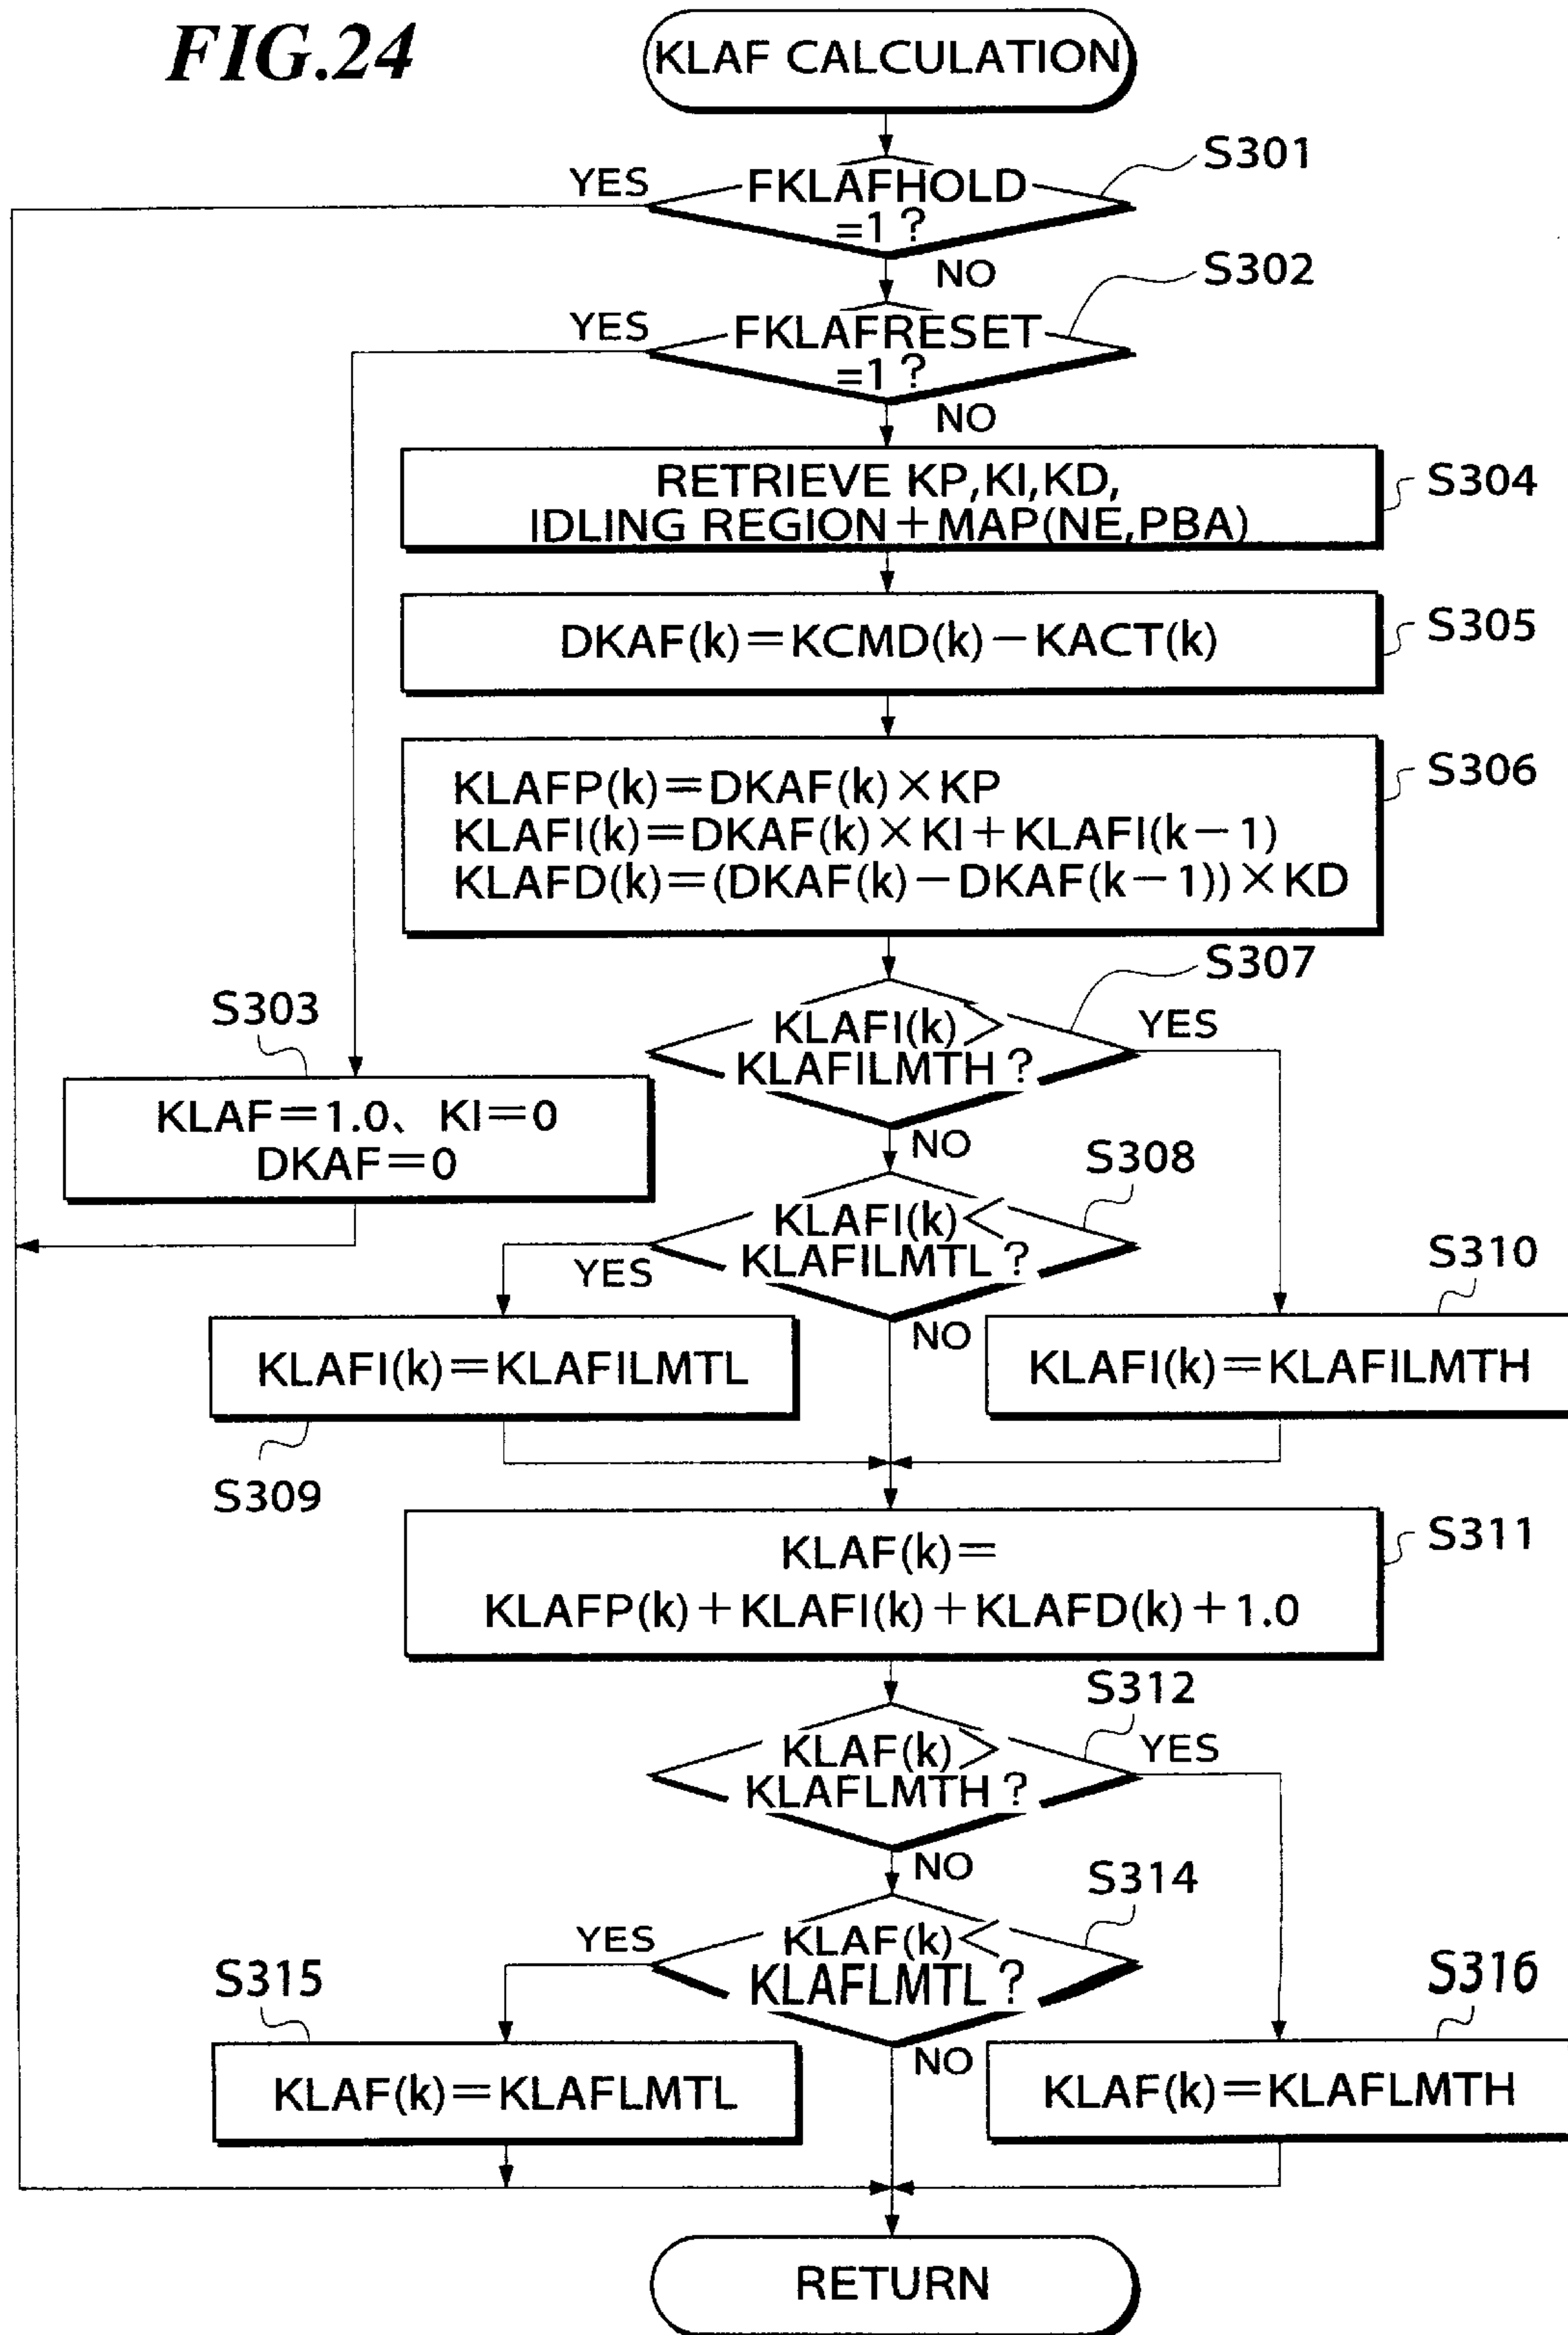 FIG.24
KLAF CALCULATION
S301
YES
FKLAFHOLD
=1?
NO
S302
YES
FKLAFRESET
=1?
NO
RETRIEVE KP,KI,KD,
IDLING REGION+MAP(NE,PBA)
S304
DKAF(k)=KCMD(k)−KACT(k)
S305
KLAFP(k)=DKAF(k)×KP
KLAFI(k)=DKAF(k)×KI+KLAFI(k−1)
KLAFD(k)=(DKAF(k)−DKAF(k−1))×KD
S306
S307
KLAFI(k)>
KLAFILMTH?
YES
NO
S303
KLAF=1.0、KI=0
DKAF=0
S308
KLAFI(k)<
KLAFILMTL?
YES
NO
S310
KLAFI(k)=KLAFILMTL
KLAFI(k)=KLAFILMTH
S309
KLAF(k)=
KLAFP(k)+KLAFI(k)+KLAFD(k)+1.0
S311
S312
KLAF(k)>
KLAFLMTH?
YES
NO
S314
YES
KLAF(k)<
KLAFLMTL?
NO
S315
S316
KLAF(k)=KLAFLMTL
KLAF(k)=KLAFLMTH
RETURN